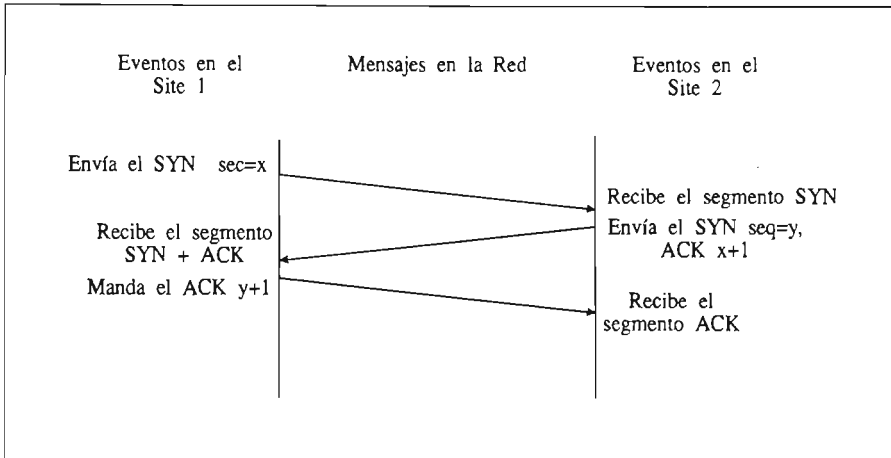 Eventos en el
Site 1
Mensajes en la Red
Eventos en el
Site 2
Envía el SYN sec=x
Recibe el segmento SYN
Envía el SYN seq=y,
ACK x+1
Recibe el segmento
SYN + ACK
Manda el ACK y+1
Recibe el
segmento ACK